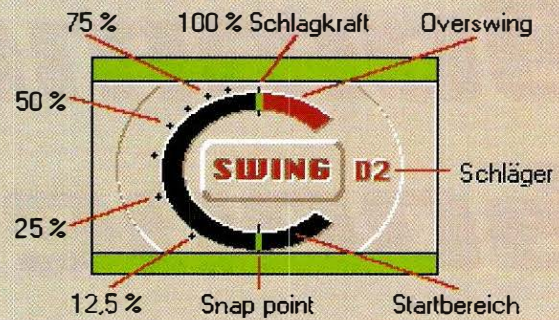 75 % 100 % Schlagkraft Overswing
50 %
SWING D2 Schläger
25 %
12,5 % Snap point Startbereich